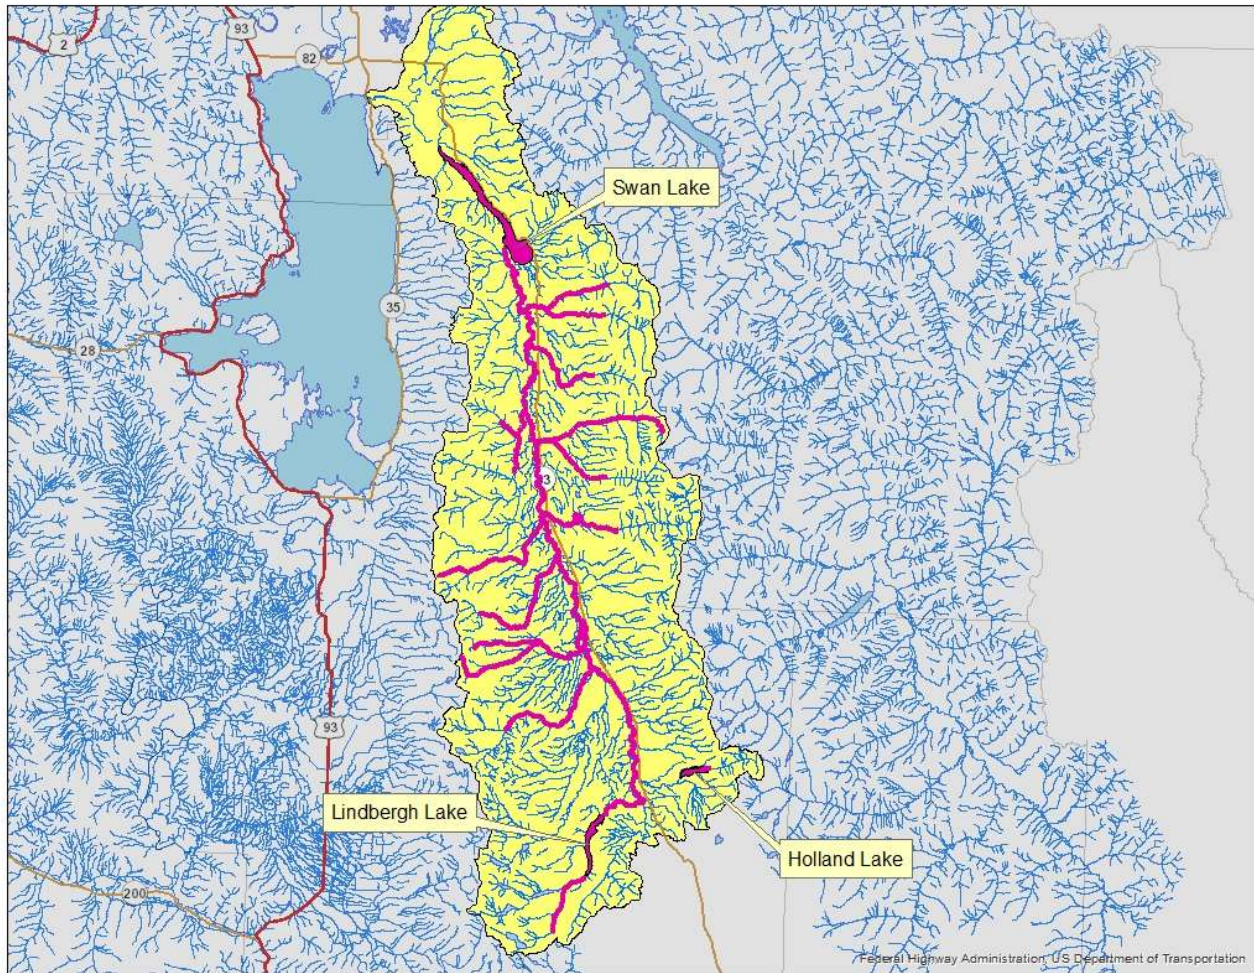 2
93
82
Swan Lake
35
28
3
93
Lindbergh Lake
Holland Lake
200
Federal Highway Administration, US Department of Transportation